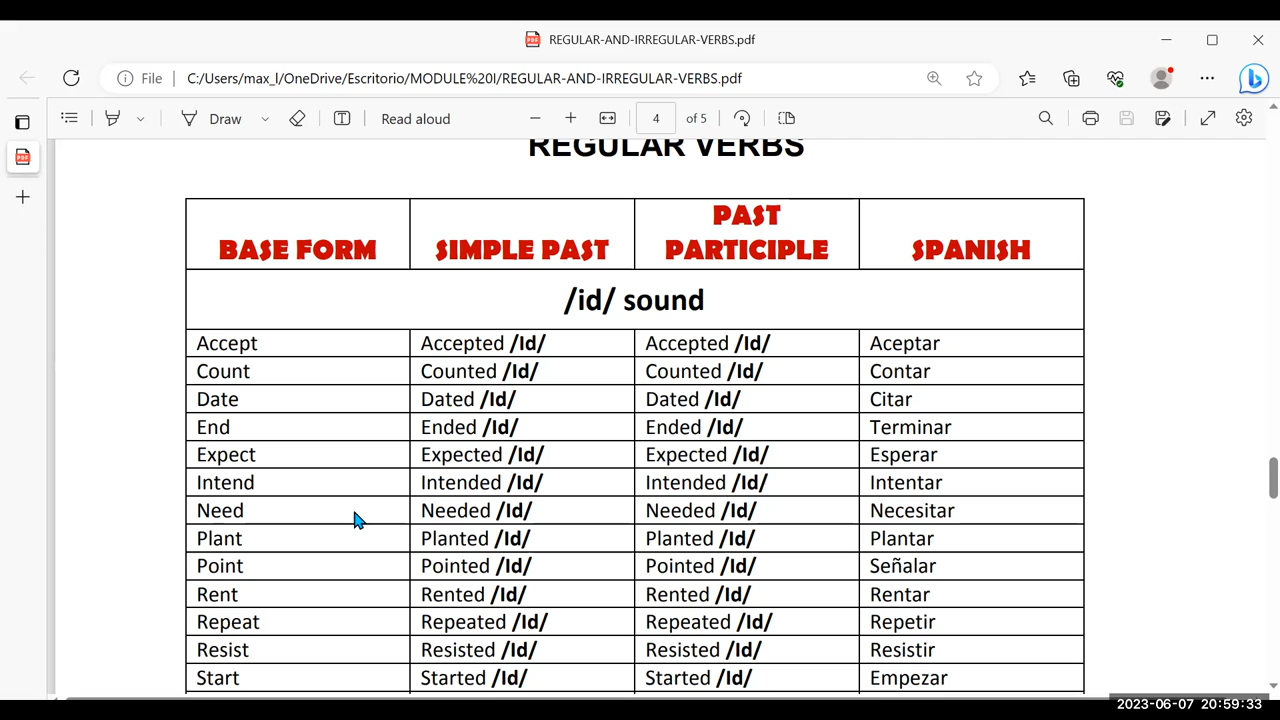 REGULAR-AND-IRREGULAR-VERBS.pdf
File C:/Users/max_l/OneDrive/Escritorio/MODULE%20I/REGULAR-AND-IRREGULAR-VERBS.pdf
Draw Read aloud 4 of 5
REGULAR VERBS
BASE FORM SIMPLE PAST PAST PARTICIPLE SPANISH
/id/ sound
Accept Accepted /Id/ Accepted /Id/ Aceptar
Count Counted /Id/ Counted /Id/ Contar
Date Dated /Id/ Dated /Id/ Citar
End Ended /Id/ Ended /Id/ Terminar
Expect Expected /Id/ Expected /Id/ Esperar
Intend Intended /Id/ Intended /Id/ Intentar
Need Needed /Id/ Needed /Id/ Necesitar
Plant Planted /Id/ Planted /Id/ Plantar
Point Pointed /Id/ Pointed /Id/ Señalar
Rent Rented /Id/ Rented /Id/ Rentar
Repeat Repeated /Id/ Repeated /Id/ Repetir
Resist Resisted /Id/ Resisted /Id/ Resistir
Start Started /Id/ Started /Id/ Empezar
2023-06-07 20:59:33